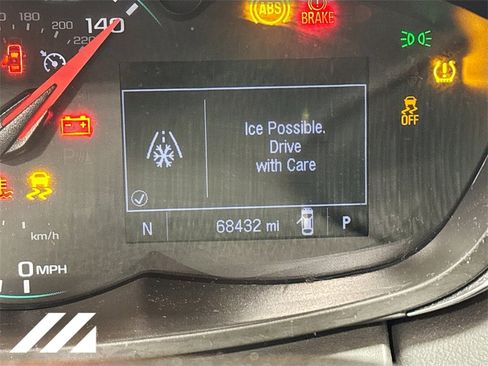 180 200 140
220
ABS
BRAKE
Ice Possible.
Drive
with Care
OFF
N 68432 mi P
km/h
0 MPH